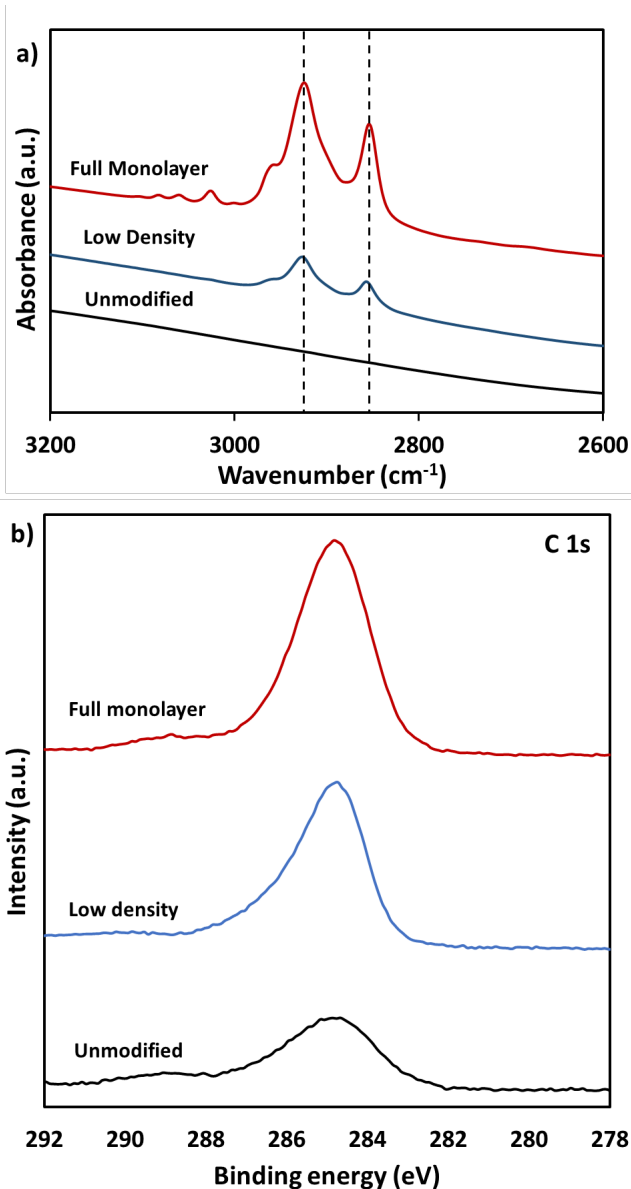 a)
Absorbance (a.u.)
Full Monolayer
Low Density
Unmodified
3200 3000 2800 2600
Wavenumber (cm⁻¹)
b)
C 1s
Intensity (a.u.)
Full monolayer
Low density
Unmodified
292 290 288 286 284 282 280 278
Binding energy (eV)